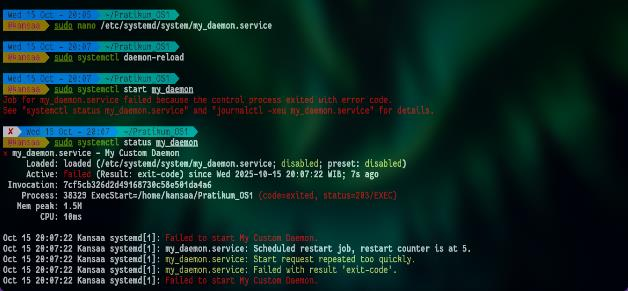 Wed 15 Oct - 20:05 ~/Pratikum_OS1
@kansaa sudo nano /etc/systemd/system/my_daemon.service
Wed 15 Oct - 20:07 ~/Pratikum_OS1
@kansaa sudo systemctl daemon-reload
Wed 15 Oct - 20:07 ~/Pratikum_OS1
@kansaa sudo systemctl start my_daemon
Job for my_daemon.service failed because the control process exited with error code.
See "systemctl status my_daemon.service" and "journalctl -xeu my_daemon.service" for details.
✘ Wed 15 Oct - 20:07 ~/Pratikum_OS1
@kansaa sudo systemctl status my_daemon
× my_daemon.service - My Custom Daemon
Loaded: loaded (/etc/systemd/system/my_daemon.service; disabled; preset: disabled)
Active: failed (Result: exit-code) since Wed 2025-10-15 20:07:22 WIB; 7s ago
Invocation: 7cf5cb326d2d49168730c58e501da4a6
Process: 38329 ExecStart=/home/kansaa/Pratikum_OS1 (code=exited, status=203/EXEC)
Mem peak: 1.5M
CPU: 10ms
Oct 15 20:07:22 Kansaa systemd[1]: Failed to start My Custom Daemon.
Oct 15 20:07:22 Kansaa systemd[1]: my_daemon.service: Scheduled restart job, restart counter is at 5.
Oct 15 20:07:22 Kansaa systemd[1]: my_daemon.service: Start request repeated too quickly.
Oct 15 20:07:22 Kansaa systemd[1]: my_daemon.service: Failed with result 'exit-code'.
Oct 15 20:07:22 Kansaa systemd[1]: Failed to start My Custom Daemon.